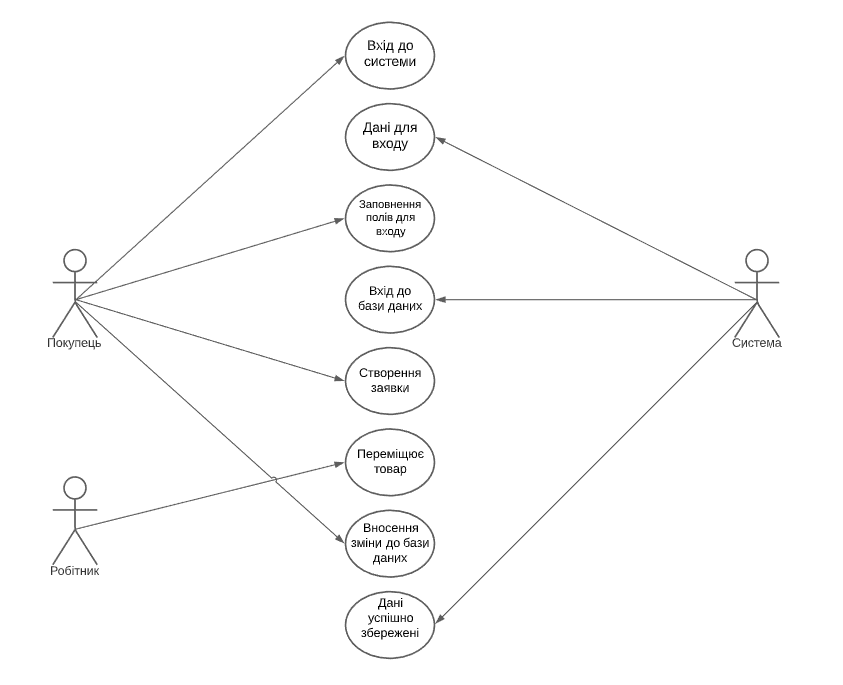 Вхід до
системи
Дані для
входу
Заповнення
полів для
входу
Вхід до
бази даних
Покупець
Система
Створення
заявки
Переміщює
товар
Вносення
зміни до бази
даних
Робітник
Дані
успішно
збережені